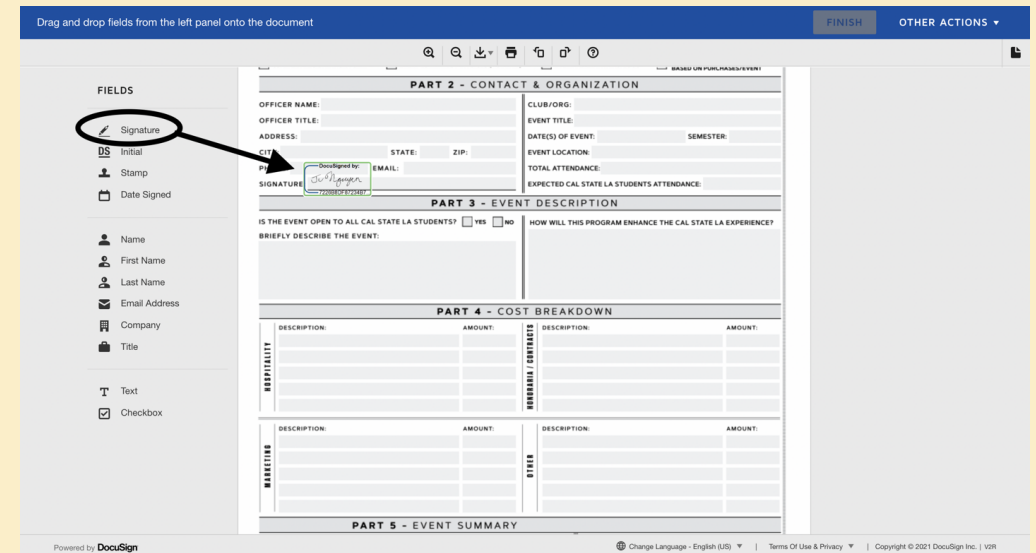 Drag and drop fields from the left panel onto the document
FINISH
OTHER ACTIONS
FIELDS
Signature
DS Initial
Stamp
Date Signed
Name
First Name
Last Name
Email Address
Company
Title
T Text
Checkbox
BASED ON PURCHASES/EVENT
PART 2 - CONTACT & ORGANIZATION
OFFICER NAME:
OFFICER TITLE:
ADDRESS:
STATE: ZIP:
EMAIL:
SIGNATURE
DocuSigned by:
CLUB/ORG:
EVENT TITLE:
DATE(S) OF EVENT: SEMESTER:
EVENT LOCATION:
TOTAL ATTENDANCE:
EXPECTED CAL STATE LA STUDENTS ATTENDANCE:
PART 3 - EVENT DESCRIPTION
IS THE EVENT OPEN TO ALL CAL STATE LA STUDENTS? YES NO
BRIEFLY DESCRIBE THE EVENT:
HOW WILL THIS PROGRAM ENHANCE THE CAL STATE LA EXPERIENCE?
PART 4 - COST BREAKDOWN
HOSPITALITY
DESCRIPTION: AMOUNT:
HONORARIA / CONTRACTS
DESCRIPTION: AMOUNT:
MARKETING
DESCRIPTION: AMOUNT:
OTHER
DESCRIPTION: AMOUNT:
PART 5 - EVENT SUMMARY
Powered by DocuSign
Change Language - English (US) | Terms Of Use & Privacy | Copyright © 2021 DocuSign Inc. | V2R